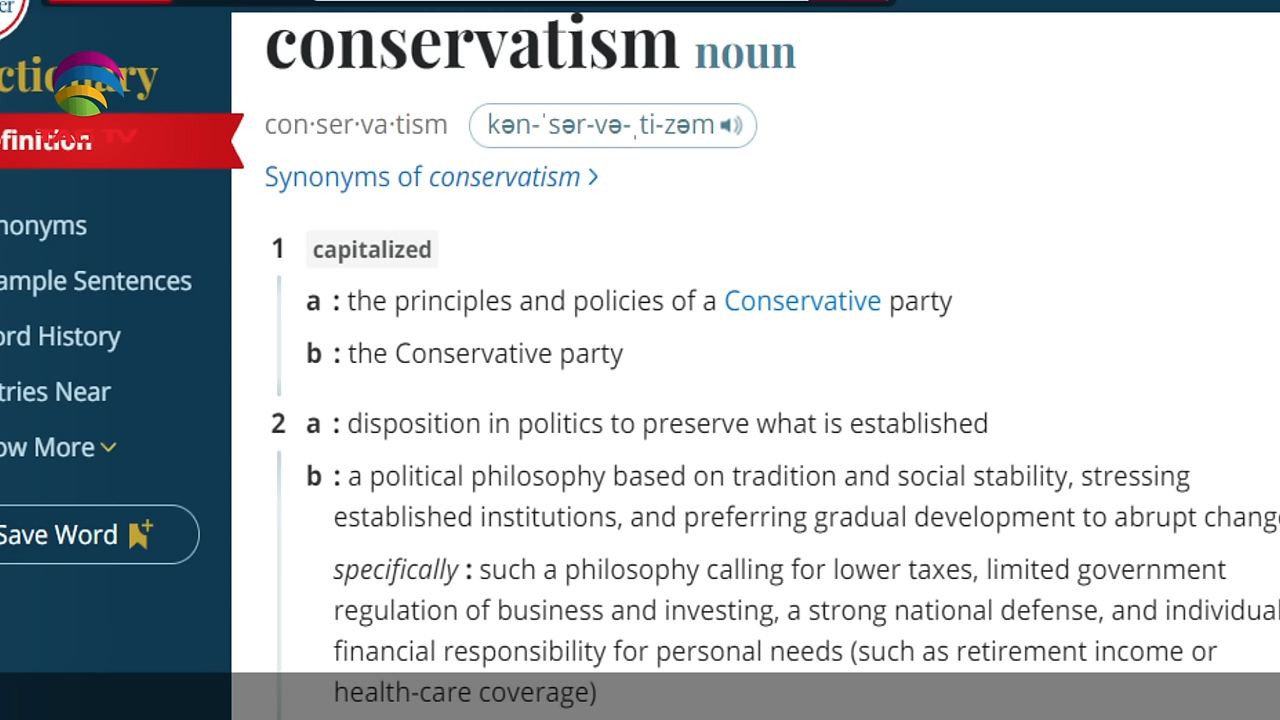 er
conservatism noun
ctionary
con·ser·va·tism kən-ˈsər-və-ˌti-zəm
TAG TV
finition
Synonyms of conservatism >
nonyms
ample Sentences
ord History
tries Near
ow More
Save Word
1 capitalized
a : the principles and policies of a Conservative party
b : the Conservative party
2 a : disposition in politics to preserve what is established
b : a political philosophy based on tradition and social stability, stressing
established institutions, and preferring gradual development to abrupt chang
specifically : such a philosophy calling for lower taxes, limited government
regulation of business and investing, a strong national defense, and individual
financial responsibility for personal needs (such as retirement income or
health-care coverage)